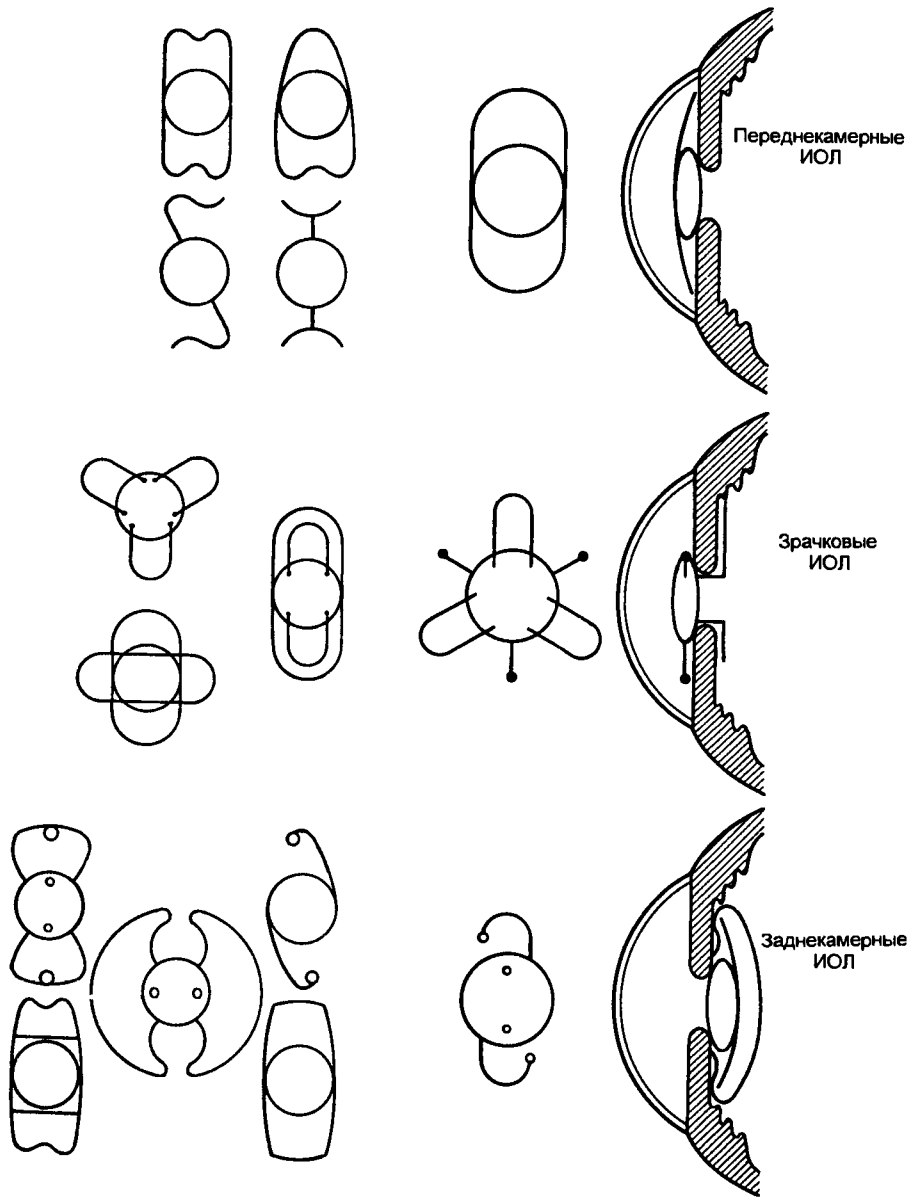 Переднекамерные
ИОЛ
Зрачковые
ИОЛ
Заднекамерные
ИОЛ